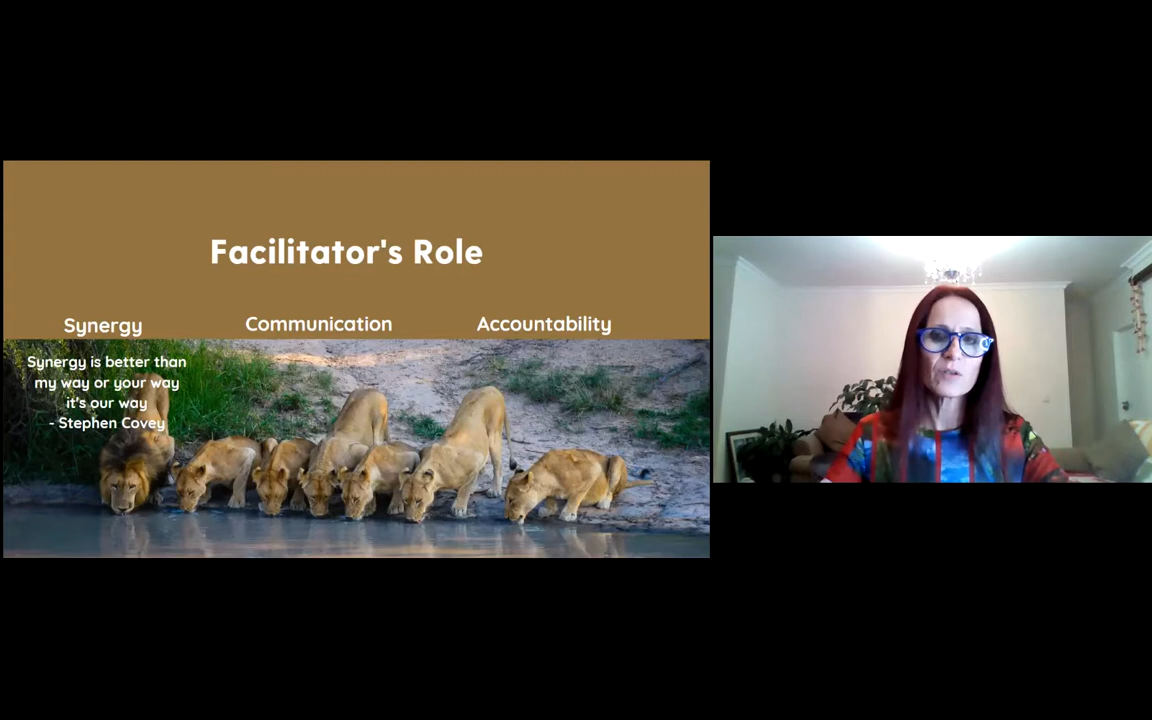 Facilitator's Role
Synergy
Communication
Accountability
Synergy is better than
my way or your way
it's our way
- Stephen Covey